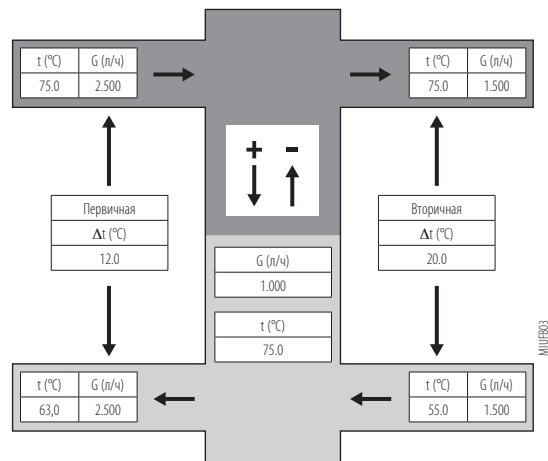 t (°C) G (л/ч)
75.0 2.500
t (°C) G (л/ч)
75.0 1.500
+ -
Первичная
Δt (°C)
12.0
Вторичная
Δt (°C)
20.0
G (л/ч)
1.000
t (°C)
75.0
MIUFB03
t (°C) G (л/ч)
63,0 2.500
t (°C) G (л/ч)
55.0 1.500